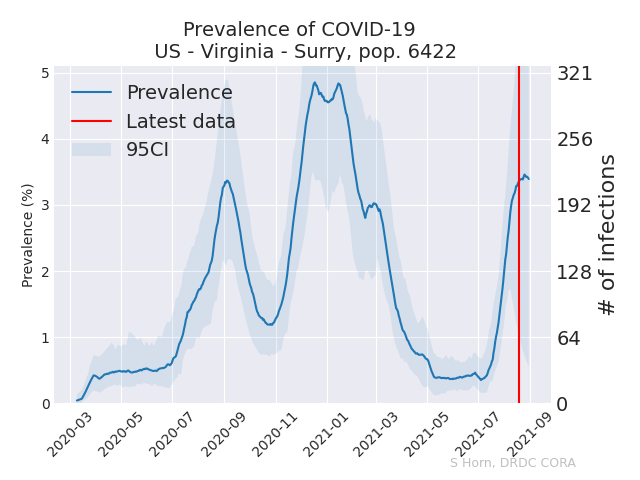 Prevalence of COVID-19
US - Virginia - Surry, pop. 6422
Prevalence
Latest data
95CI
Prevalence (%)
5
4
3
2
1
0
321
256
192
128
64
0
# of infections
2020-03
2020-05
2020-07
2020-09
2020-11
2021-01
2021-03
2021-05
2021-07
2021-09
S Horn, DRDC CORA